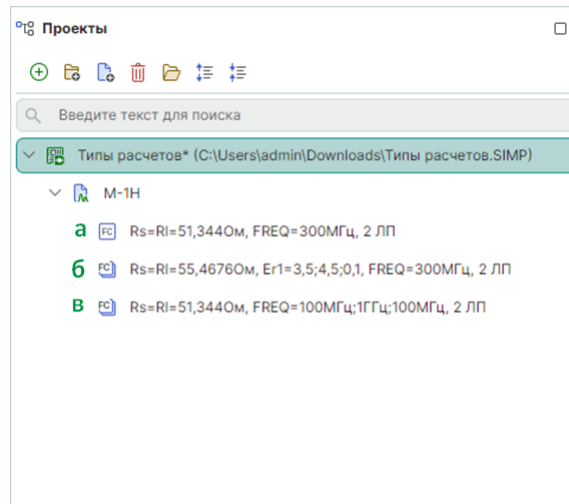 Проекты
Введите текст для поиска
Типы расчетов* (C:\Users\admin\Downloads\Типы расчетов.SIMP)
М-1Н
а FC Rs=Rl=51,344Ом, FREQ=300МГц, 2 ЛП
б FC Rs=Rl=55,4676Ом, Er1=3,5;4,5;0,1, FREQ=300МГц, 2 ЛП
в FC Rs=Rl=51,344Ом, FREQ=100МГц;1ГГц;100МГц, 2 ЛП